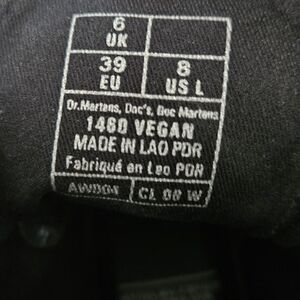 6
UK
39
EU
8
US L
Dr.Martens, Doc's, Doc Martens
1460 VEGAN
MADE IN LAO PDR
Fabriqué en Lao PDR
AW004
CL 09 W